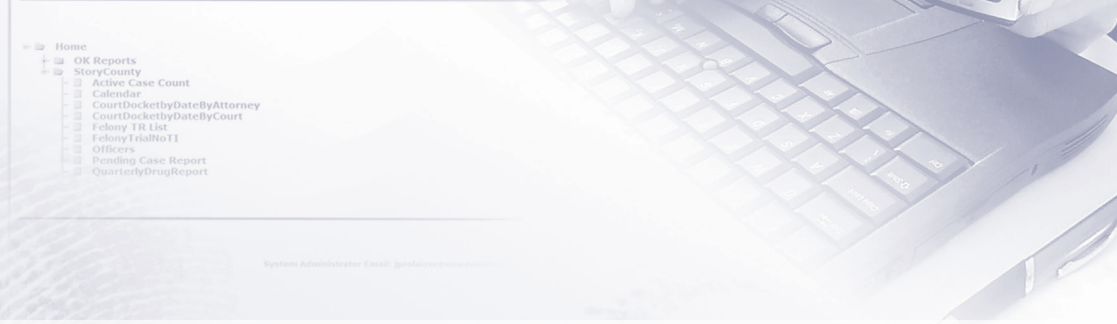 Home
OK Reports
StoryCounty
Active Case Count
Calendar
CourtDocketbyDateByAttorney
CourtDocketbyDateByCourt
Felony TR List
FelonyTrialNoTI
Officers
Pending Case Report
QuarterlyDrugReport
System Administrator Email: